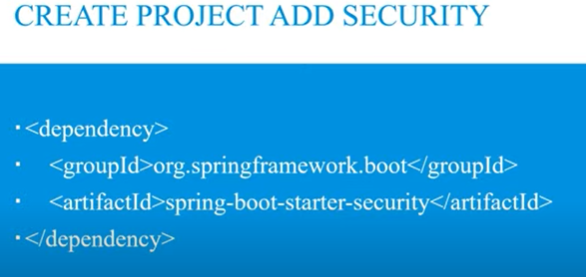 CREATE PROJECT ADD SECURITY
▪ <dependency>
▪ <groupId>org.springframework.boot</groupId>
▪ <artifactId>spring-boot-starter-security</artifactId>
▪ </dependency>